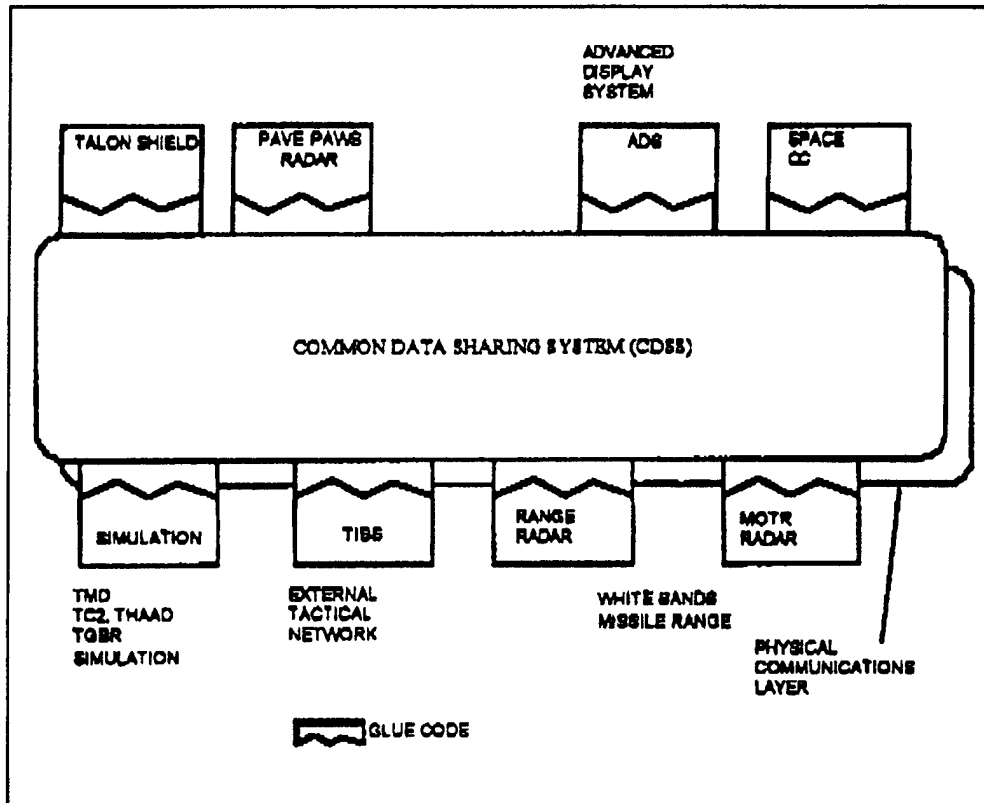 ADVANCED
DISPLAY
SYSTEM
TALON SHIELD
PAVE PAWS
RADAR
ADS
SPACE
CC
COMMON DATA SHARING SYSTEM (CDSS)
SIMULATION
TIBS
RANGE
RADAR
MOTR
RADAR
TMD
TC2, THAAD
TGBR
SIMULATION
EXTERNAL
TACTICAL
NETWORK
WHITE SANDS
MISSILE RANGE
PHYSICAL
COMMUNICATIONS
LAYER
GLUE CODE